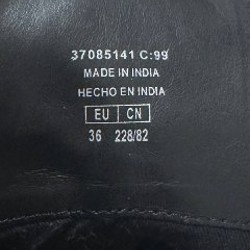 37085141 C:99
MADE IN INDIA
HECHO EN INDIA
EU CN
36 228/82